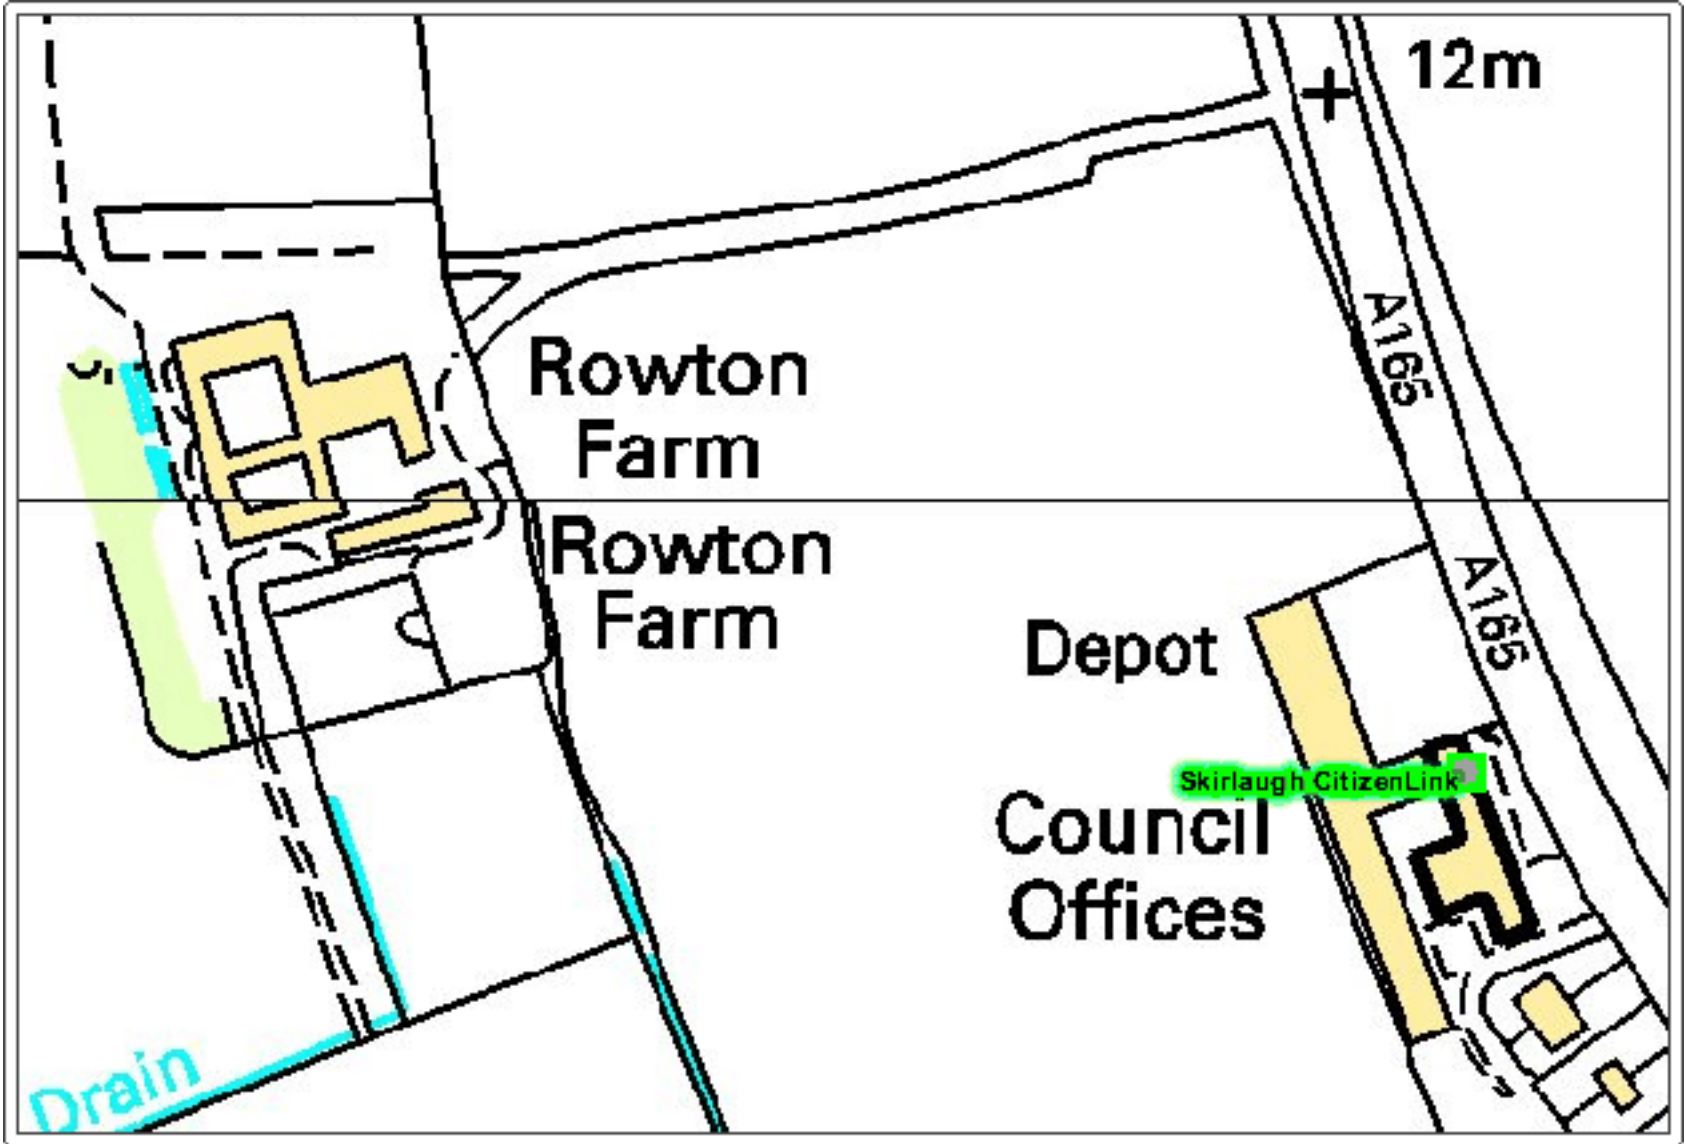 12m
A165
Rowton
Farm
Rowton
Farm
A165
Depot
Skirlaugh CitizenLink
Council
Offices
Drain